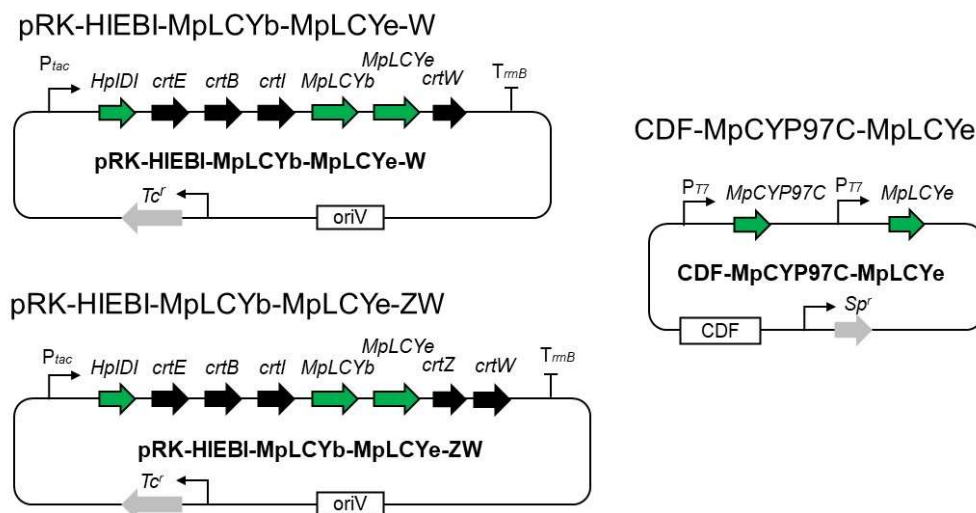 pRK-HIEBI-MpLCYb-MpLCYe-W
Ptac HpIDI crtE crtB crtI MpLCYb MpLCYe crtW TrrnB
pRK-HIEBI-MpLCYb-MpLCYe-W
Tcr oriV
pRK-HIEBI-MpLCYb-MpLCYe-ZW
Ptac HpIDI crtE crtB crtI MpLCYb MpLCYe crtZ crtW TrrnB
pRK-HIEBI-MpLCYb-MpLCYe-ZW
Tcr oriV
CDF-MpCYP97C-MpLCYe
PT7 MpCYP97C PT7 MpLCYe
CDF-MpCYP97C-MpLCYe
CDF Spr